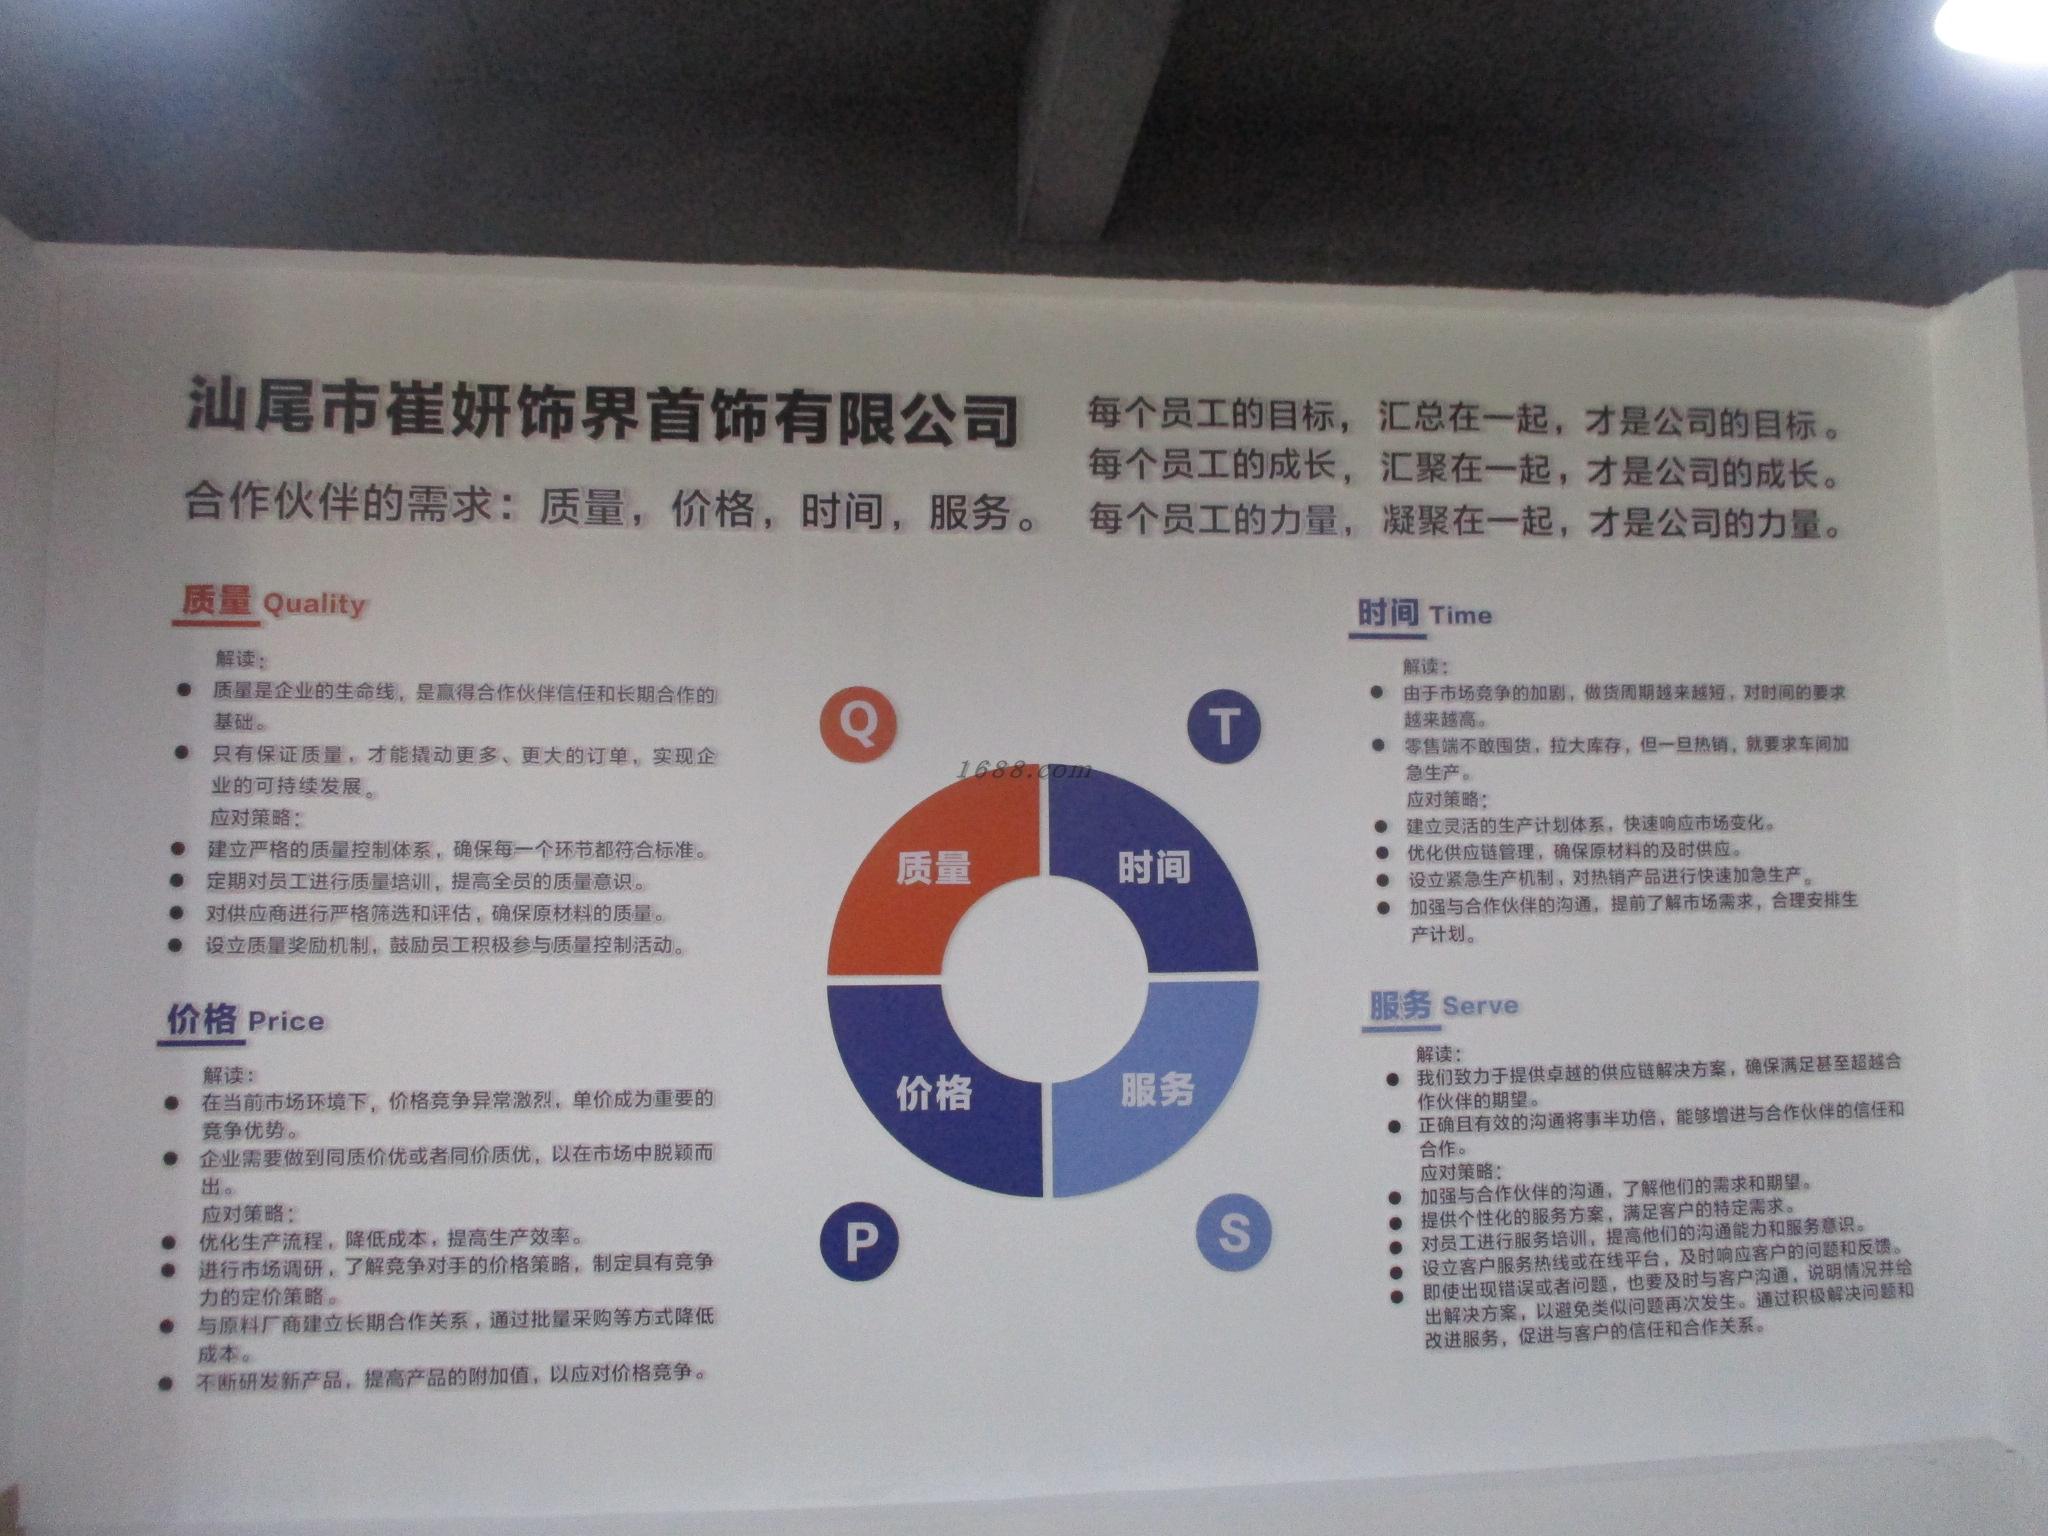 汕尾市崔妍饰界首饰有限公司
合作伙伴的需求：质量，价格，时间，服务。
每个员工的目标，汇总在一起，才是公司的目标。
每个员工的成长，汇聚在一起，才是公司的成长。
每个员工的力量，凝聚在一起，才是公司的力量。
质量 Quality
解读：
● 质量是企业的生命线，是赢得合作伙伴信任和长期合作的
基础。
● 只有保证质量，才能撬动更多、更大的订单，实现企
业的可持续发展。
应对策略：
● 建立严格的质量控制体系，确保每一个环节都符合标准。
● 定期对员工进行质量培训，提高全员的质量意识。
● 对供应商进行严格筛选和评估，确保原材料的质量。
● 设立质量奖励机制，鼓励员工积极参与质量控制活动。
价格 Price
解读：
● 在当前市场环境下，价格竞争异常激烈，单价成为重要的
竞争优势。
● 企业需要做到同质价优或者同价质优，以在市场中脱颖而
出。
应对策略：
● 优化生产流程，降低成本，提高生产效率。
● 进行市场调研，了解竞争对手的价格策略，制定具有竞争
力的定价策略。
● 与原料厂商建立长期合作关系，通过批量采购等方式降低
成本。
● 不断研发新产品，提高产品的附加值，以应对价格竞争。
Q
T
1688.com
质量
时间
价格
服务
P
S
时间 Time
解读：
● 由于市场竞争的加剧，做货周期越来越短，对时间的要求
越来越高。
● 零售端不敢囤货，拉大库存，但一旦热销，就要求车间加
急生产。
应对策略：
● 建立灵活的生产计划体系，快速响应市场变化。
● 优化供应链管理，确保原材料的及时供应。
● 设立紧急生产机制，对热销产品进行快速加急生产。
● 加强与合作伙伴的沟通，提前了解市场需求，合理安排生
产计划。
服务 Serve
解读：
● 我们致力于提供卓越的供应链解决方案，确保满足甚至超越合
作伙伴的期望。
● 正确且有效的沟通将事半功倍，能够增进与合作伙伴的信任和
合作。
应对策略：
● 加强与合作伙伴的沟通，了解他们的需求和期望。
● 提供个性化的服务方案，满足客户的特定需求。
● 对员工进行服务培训，提高他们的沟通能力和服务意识。
● 设立客户服务热线或在线平台，及时响应客户的问题和反馈。
● 即使出现错误或者问题，也要及时与客户沟通，说明情况并给
出解决方案，以避免类似问题再次发生。通过积极解决问题和
改进服务，促进与客户的信任和合作关系。